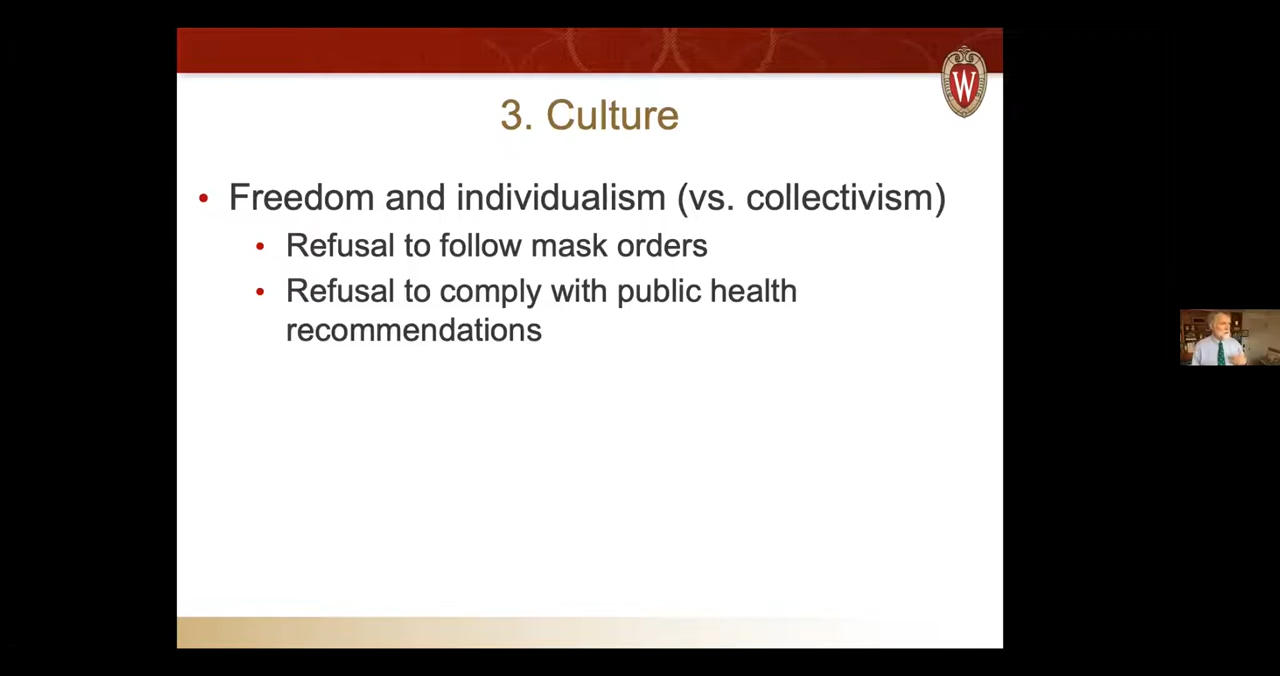 W
3. Culture
• Freedom and individualism (vs. collectivism)
• Refusal to follow mask orders
• Refusal to comply with public health
recommendations